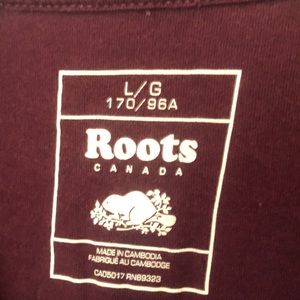 L/G
170/96A
Roots
CANADA
MADE IN CAMBODIA
FABRIQUÉ AU CAMBODGE
CA05017 RN89323